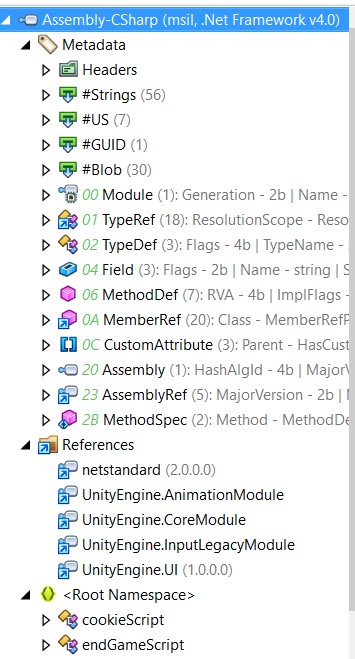 Assembly-CSharp (msil, .Net Framework v4.0)
Metadata
Headers
#Strings (56)
#US (7)
#GUID (1)
#Blob (30)
00 Module (1): Generation - 2b | Name -
01 TypeRef (18): ResolutionScope - Reso
02 TypeDef (3): Flags - 4b | TypeName -
04 Field (3): Flags - 2b | Name - string | S
06 MethodDef (7): RVA - 4b | ImplFlags -
0A MemberRef (20): Class - MemberRefP
0C CustomAttribute (3): Parent - HasCus
20 Assembly (1): HashAlgId - 4b | MajorV
23 AssemblyRef (5): MajorVersion - 2b | M
2B MethodSpec (2): Method - MethodDe
References
netstandard (2.0.0.0)
UnityEngine.AnimationModule
UnityEngine.CoreModule
UnityEngine.InputLegacyModule
UnityEngine.UI (1.0.0.0)
<Root Namespace>
cookieScript
endGameScript